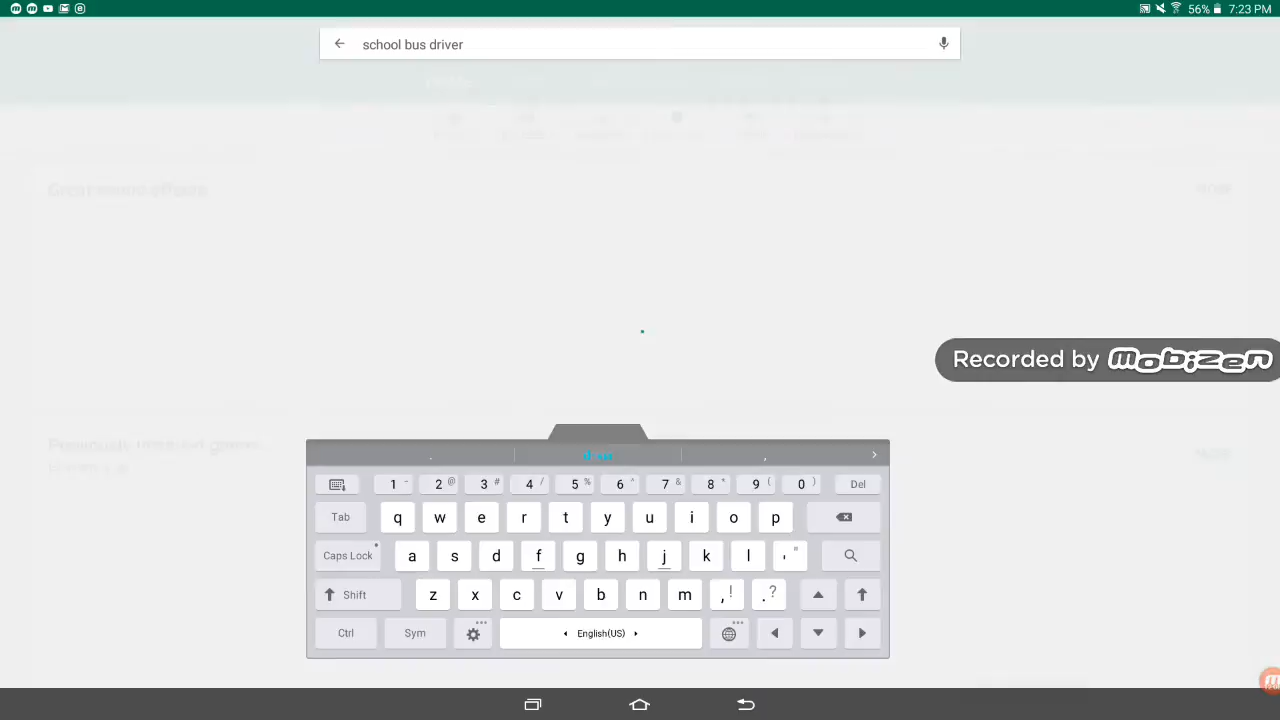 56% 7:23 PM
school bus driver
Recorded by mobizen
. ,
1 - 2 @ 3 # 4 / 5 % 6 ^ 7 & 8 * 9 ( 0 ) Del
Tab q w e r t y u i o p
Caps Lock a s d f g h j k l ' "
Shift z x c v b n m , ! . ?
Ctrl Sym English(US)